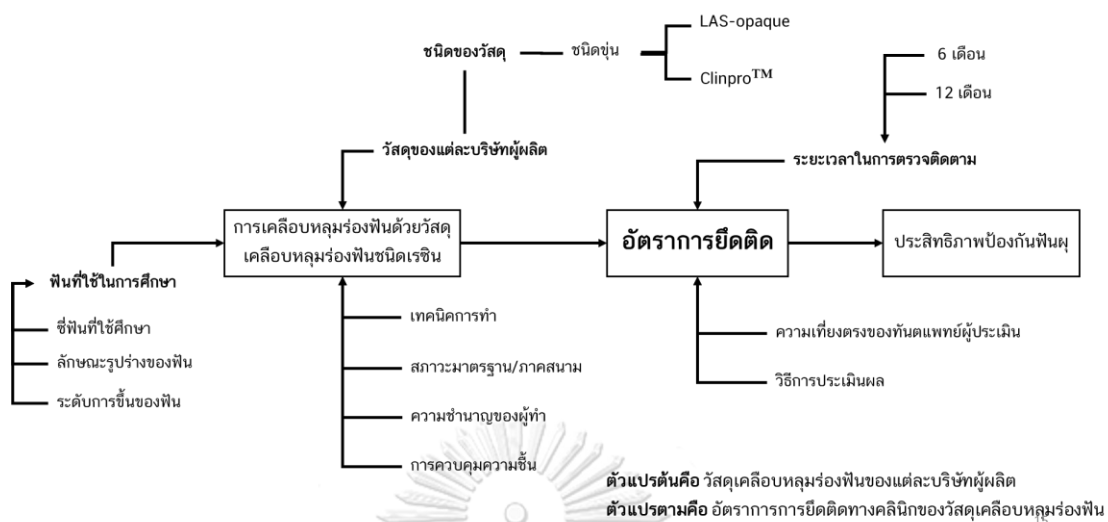 LAS-opaque
ชนิดของวัสดุ
ชนิดขุ่น
Clinpro™
6 เดือน
12 เดือน
วัสดุของแต่ละบริษัทผู้ผลิต
ระยะเวลาในการตรวจติดตาม
การเคลือบหลุมร่องฟันด้วยวัสดุ
เคลือบหลุมร่องฟันชนิดเรซิน
อัตราการยึดติด
ประสิทธิภาพป้องกันฟันผุ
ฟันที่ใช้ในการศึกษา
ซี่ฟันที่ใช้ศึกษา
ลักษณะรูปร่างของฟัน
ระดับการขึ้นของฟัน
เทคนิคการทำ
สภาวะมาตรฐาน/ภาคสนาม
ความชำนาญของผู้ทำ
การควบคุมความชื้น
ความเที่ยงตรงของทันตแพทย์ผู้ประเมิน
วิธีการประเมินผล
ตัวแปรต้นคือ วัสดุเคลือบหลุมร่องฟันของแต่ละบริษัทผู้ผลิต
ตัวแปรตามคือ อัตราการการยึดติดทางคลินิกของวัสดุเคลือบหลุมร่องฟัน